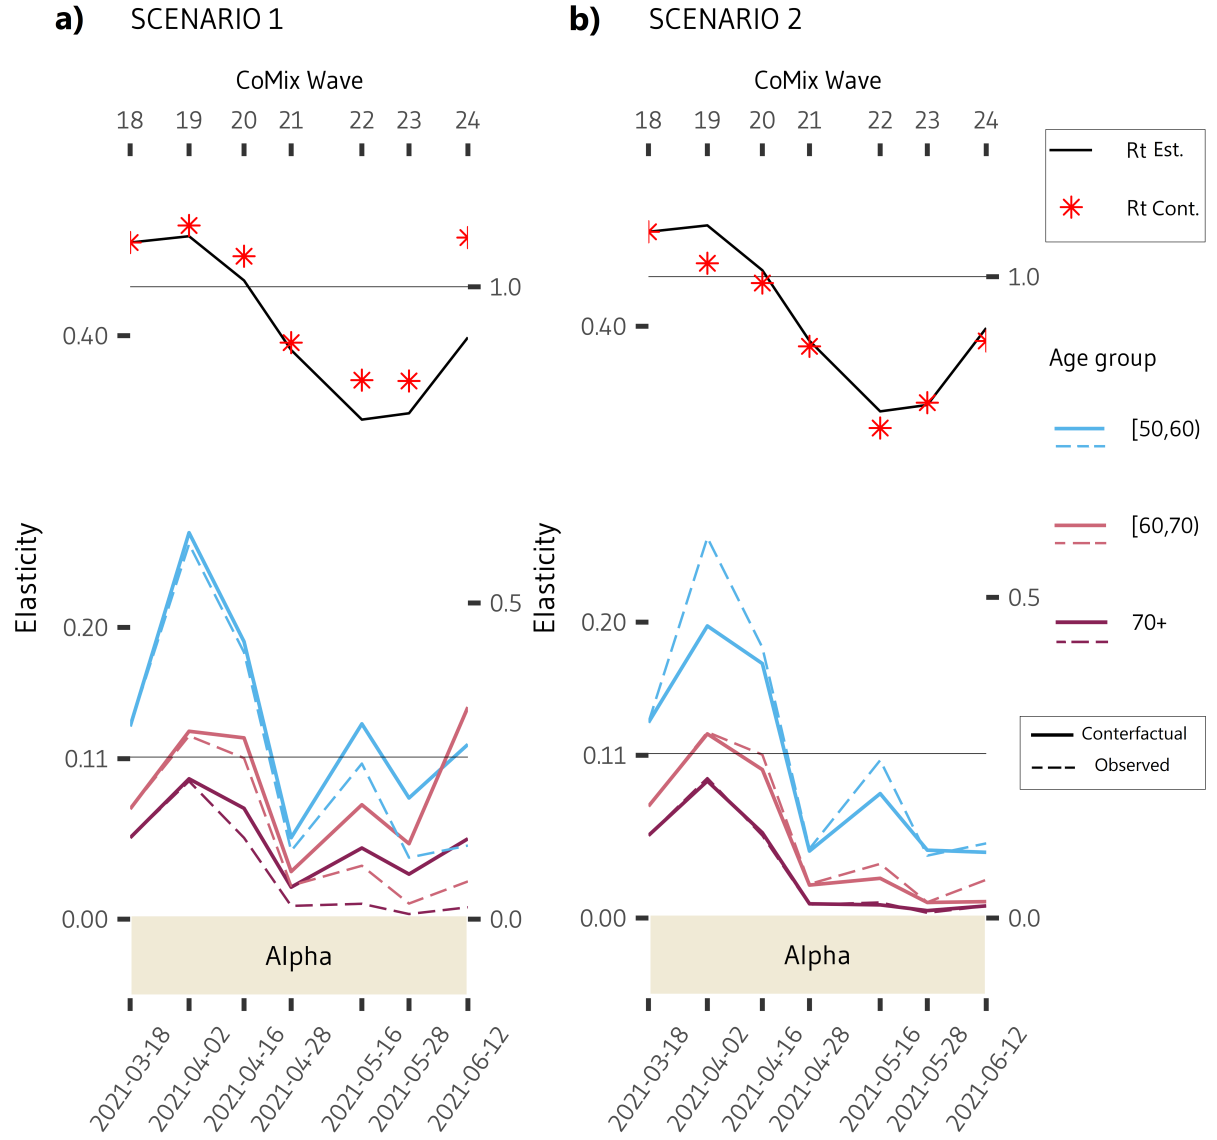 a) SCENARIO 1
CoMix Wave
18 19 20 21 22 23 24
1.0
0.40
Elasticity
0.5
0.20
0.11
0.00
0.0
Alpha
2021-03-18 2021-04-02 2021-04-16 2021-04-28 2021-05-16 2021-05-28 2021-06-12
b) SCENARIO 2
CoMix Wave
18 19 20 21 22 23 24
1.0
0.40
Elasticity
0.5
0.20
0.11
0.00
0.0
Alpha
2021-03-18 2021-04-02 2021-04-16 2021-04-28 2021-05-16 2021-05-28 2021-06-12
Rt Est.
Rt Cont.
Age group
[50,60)
[60,70)
70+
Conterfactual
Observed